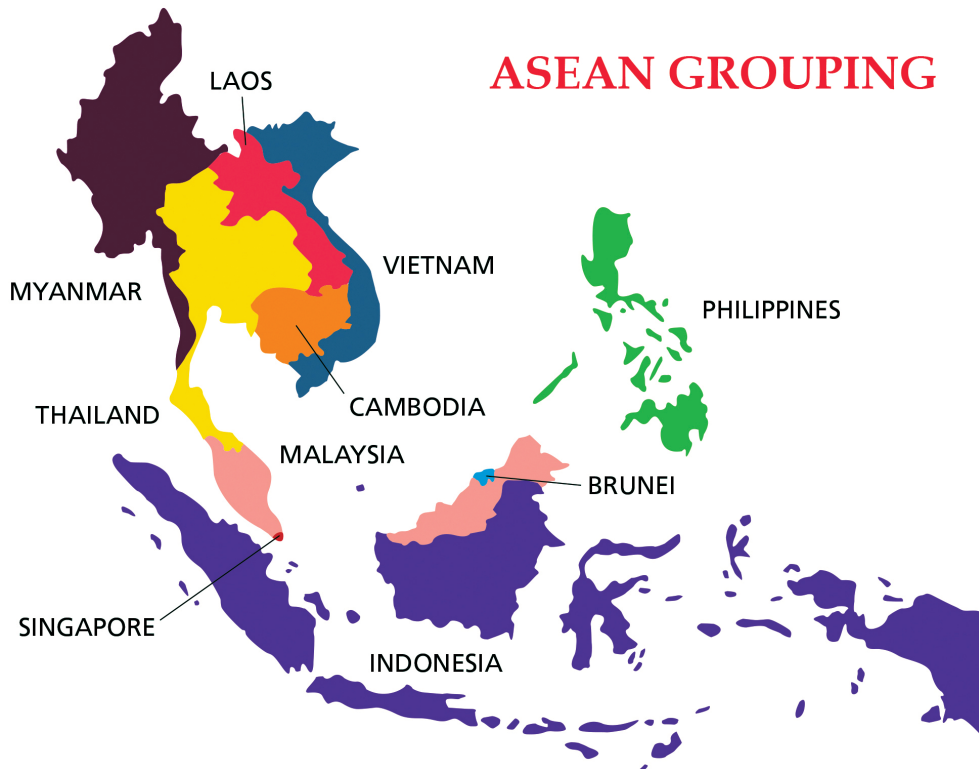 ASEAN GROUPING
LAOS
VIETNAM
MYANMAR
PHILIPPINES
CAMBODIA
THAILAND
MALAYSIA
BRUNEI
SINGAPORE
INDONESIA